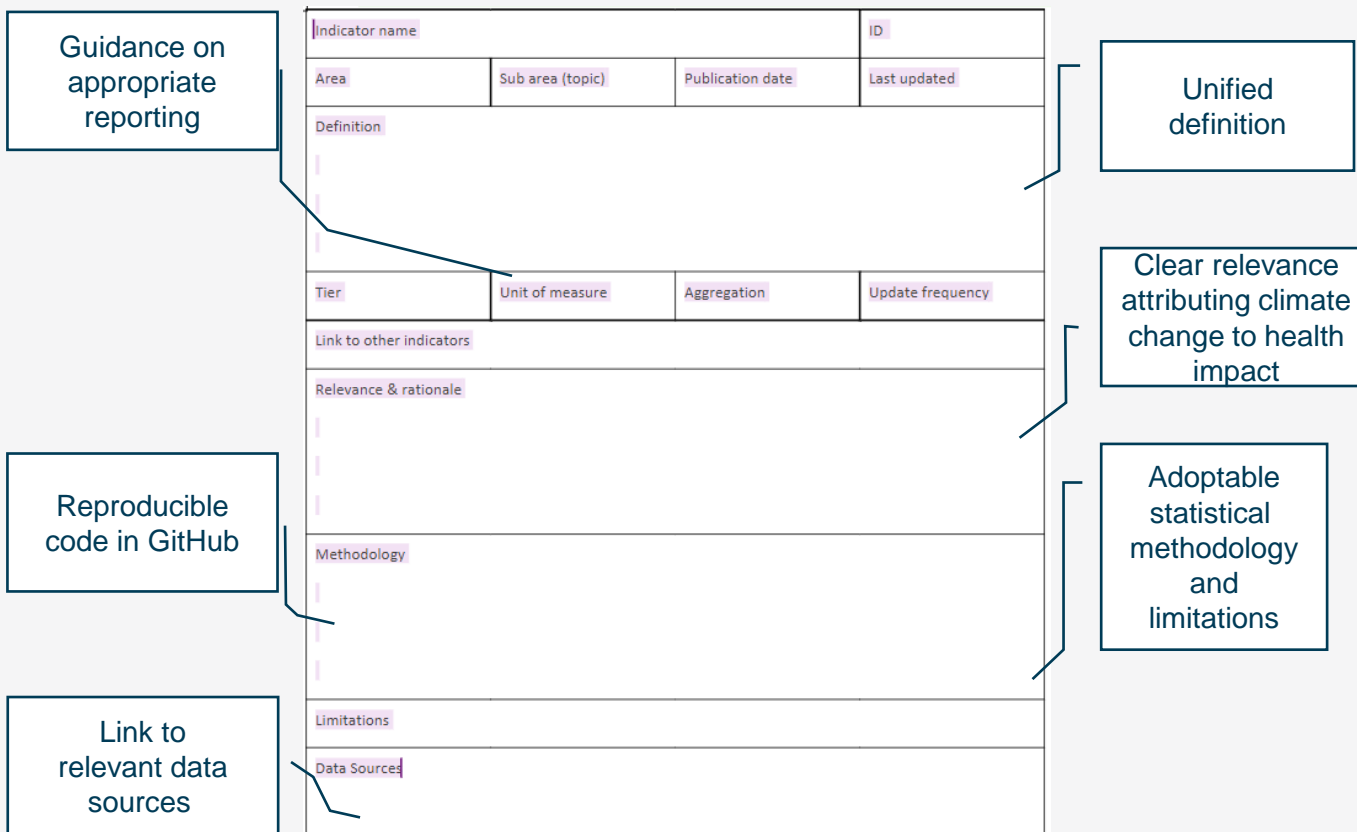 Guidance on
appropriate
reporting
Reproducible
code in GitHub
Link to
relevant data
sources
Indicator name
ID
Area
Sub area (topic)
Publication date
Last updated
Definition
Tier
Unit of measure
Aggregation
Update frequency
Link to other indicators
Relevance & rationale
Methodology
Limitations
Data Sources
Unified
definition
Clear relevance
attributing climate
change to health
impact
Adoptable
statistical
methodology
and
limitations